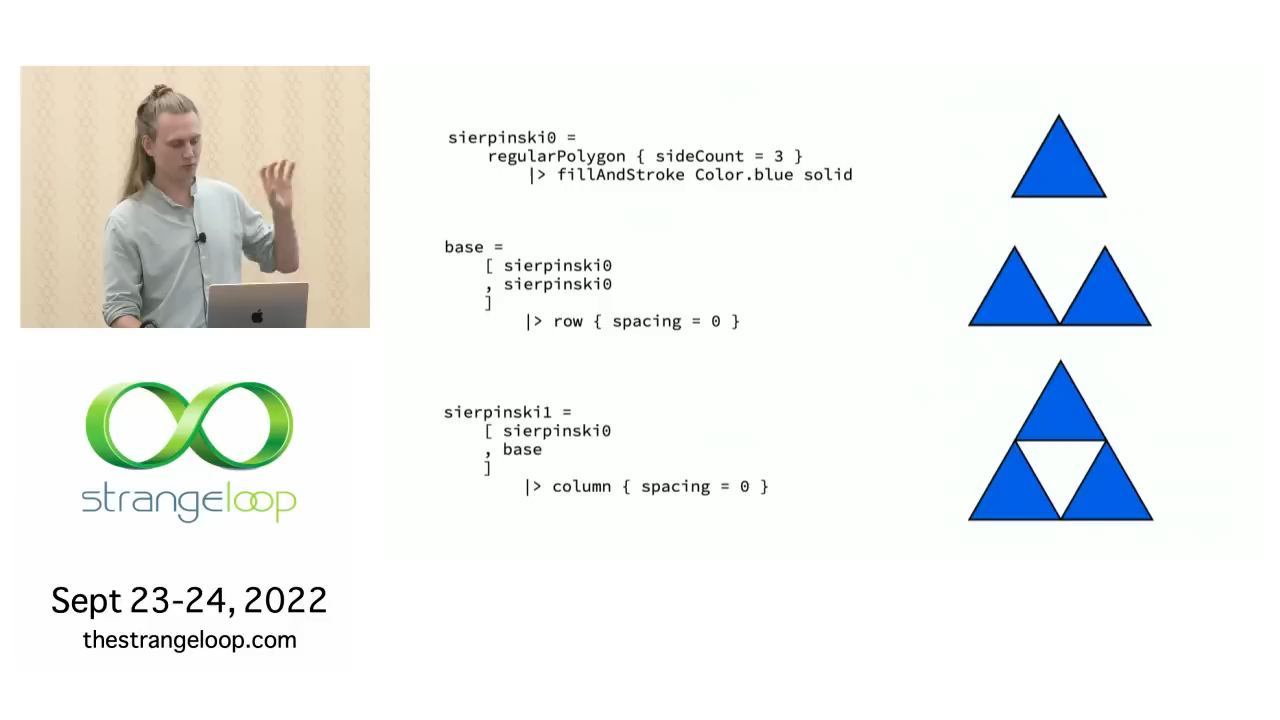 sierpinski0 =
regularPolygon { sideCount = 3 }
|> fillAndStroke Color.blue solid
base =
[ sierpinski0
, sierpinski0
]
|> row { spacing = 0 }
sierpinski1 =
[ sierpinski0
, base
]
|> column { spacing = 0 }
strangeloop
Sept 23-24, 2022
thestrangeloop.com